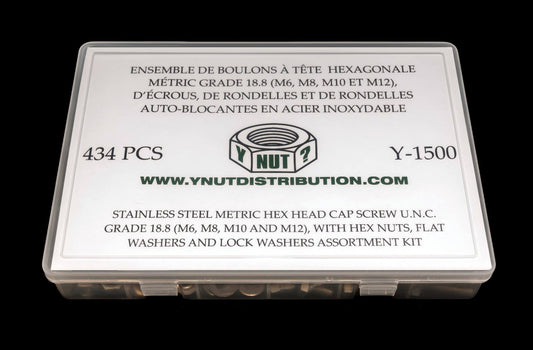 ENSEMBLE DE BOULONS À TÊTE HEXAGONALE
MÉTRIC GRADE 18.8 (M6, M8, M10 ET M12),
D'ÉCROUS, DE RONDELLES ET DE RONDELLES
AUTO-BLOCANTES EN ACIER INOXYDABLE
434 PCS
Y NUT ?
Y-1500
WWW.YNUTDISTRIBUTION.COM
STAINLESS STEEL METRIC HEX HEAD CAP SCREW U.N.C.
GRADE 18.8 (M6, M8, M10 AND M12), WITH HEX NUTS, FLAT
WASHERS AND LOCK WASHERS ASSORTMENT KIT